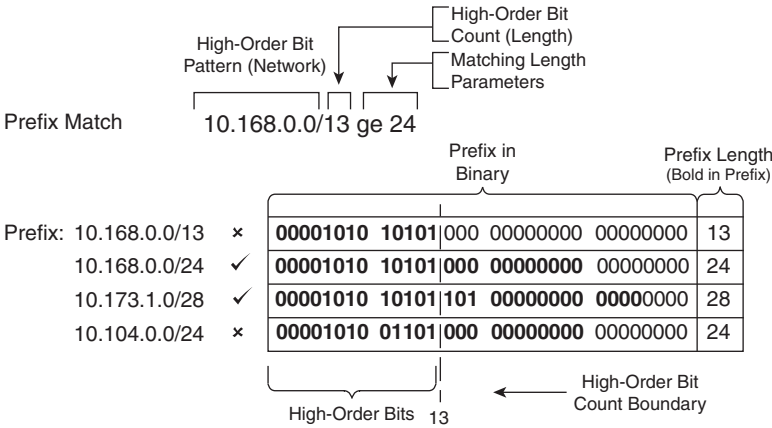 High-Order Bit
Count (Length)
High-Order Bit
Pattern (Network)
Matching Length
Parameters
Prefix Match 10.168.0.0/13 ge 24
Prefix in
Binary
Prefix Length
(Bold in Prefix)
Prefix: 10.168.0.0/13 × 00001010 10101 000 00000000 00000000 13
10.168.0.0/24 ✓ 00001010 10101 000 00000000 00000000 24
10.173.1.0/28 ✓ 00001010 10101 101 00000000 00000000 28
10.104.0.0/24 × 00001010 01101 000 00000000 00000000 24
High-Order Bits
13
High-Order Bit
Count Boundary